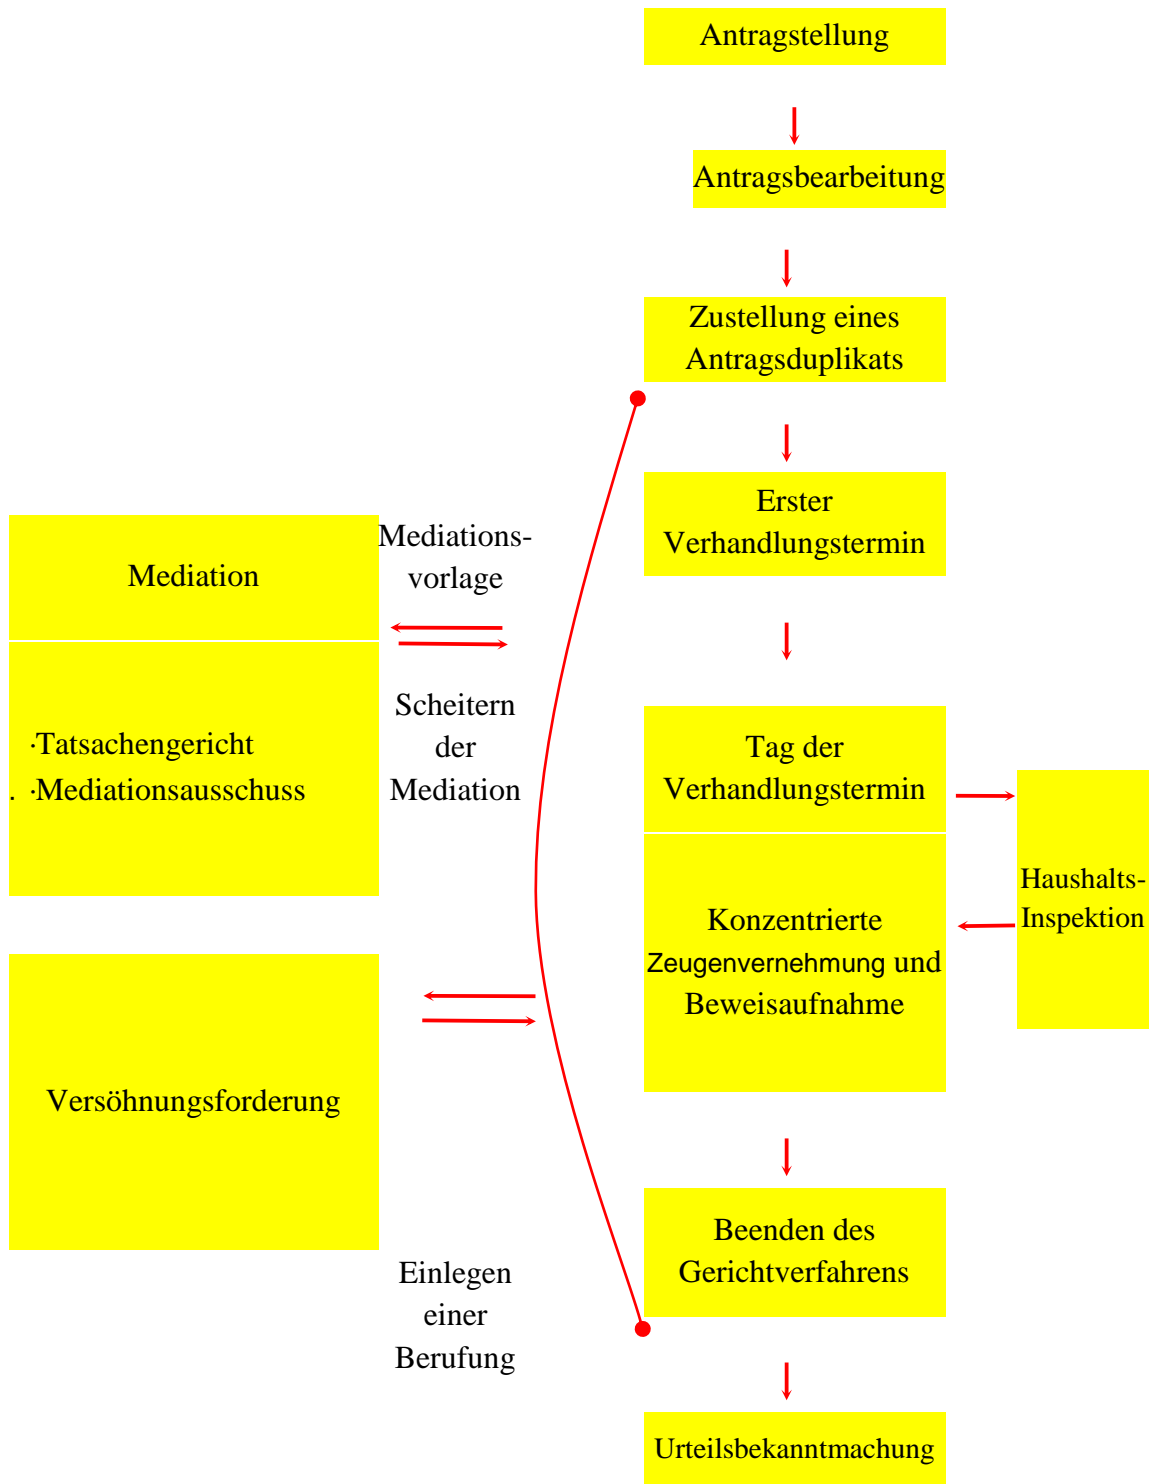 Antragstellung
Antragsbearbeitung
Zustellung eines
Antragsduplikats
Erster
Verhandlungstermin
Mediations-
vorlage
Mediation
Scheitern
der
Mediation
·Tatsachengericht
. ·Mediationsausschuss
Tag der
Verhandlungstermin
Haushalts-
Inspektion
Konzentrierte
Zeugenvernehmung und
Beweisaufnahme
Versöhnungsforderung
Einlegen
einer
Berufung
Beenden des
Gerichtverfahrens
Urteilsbekanntmachung